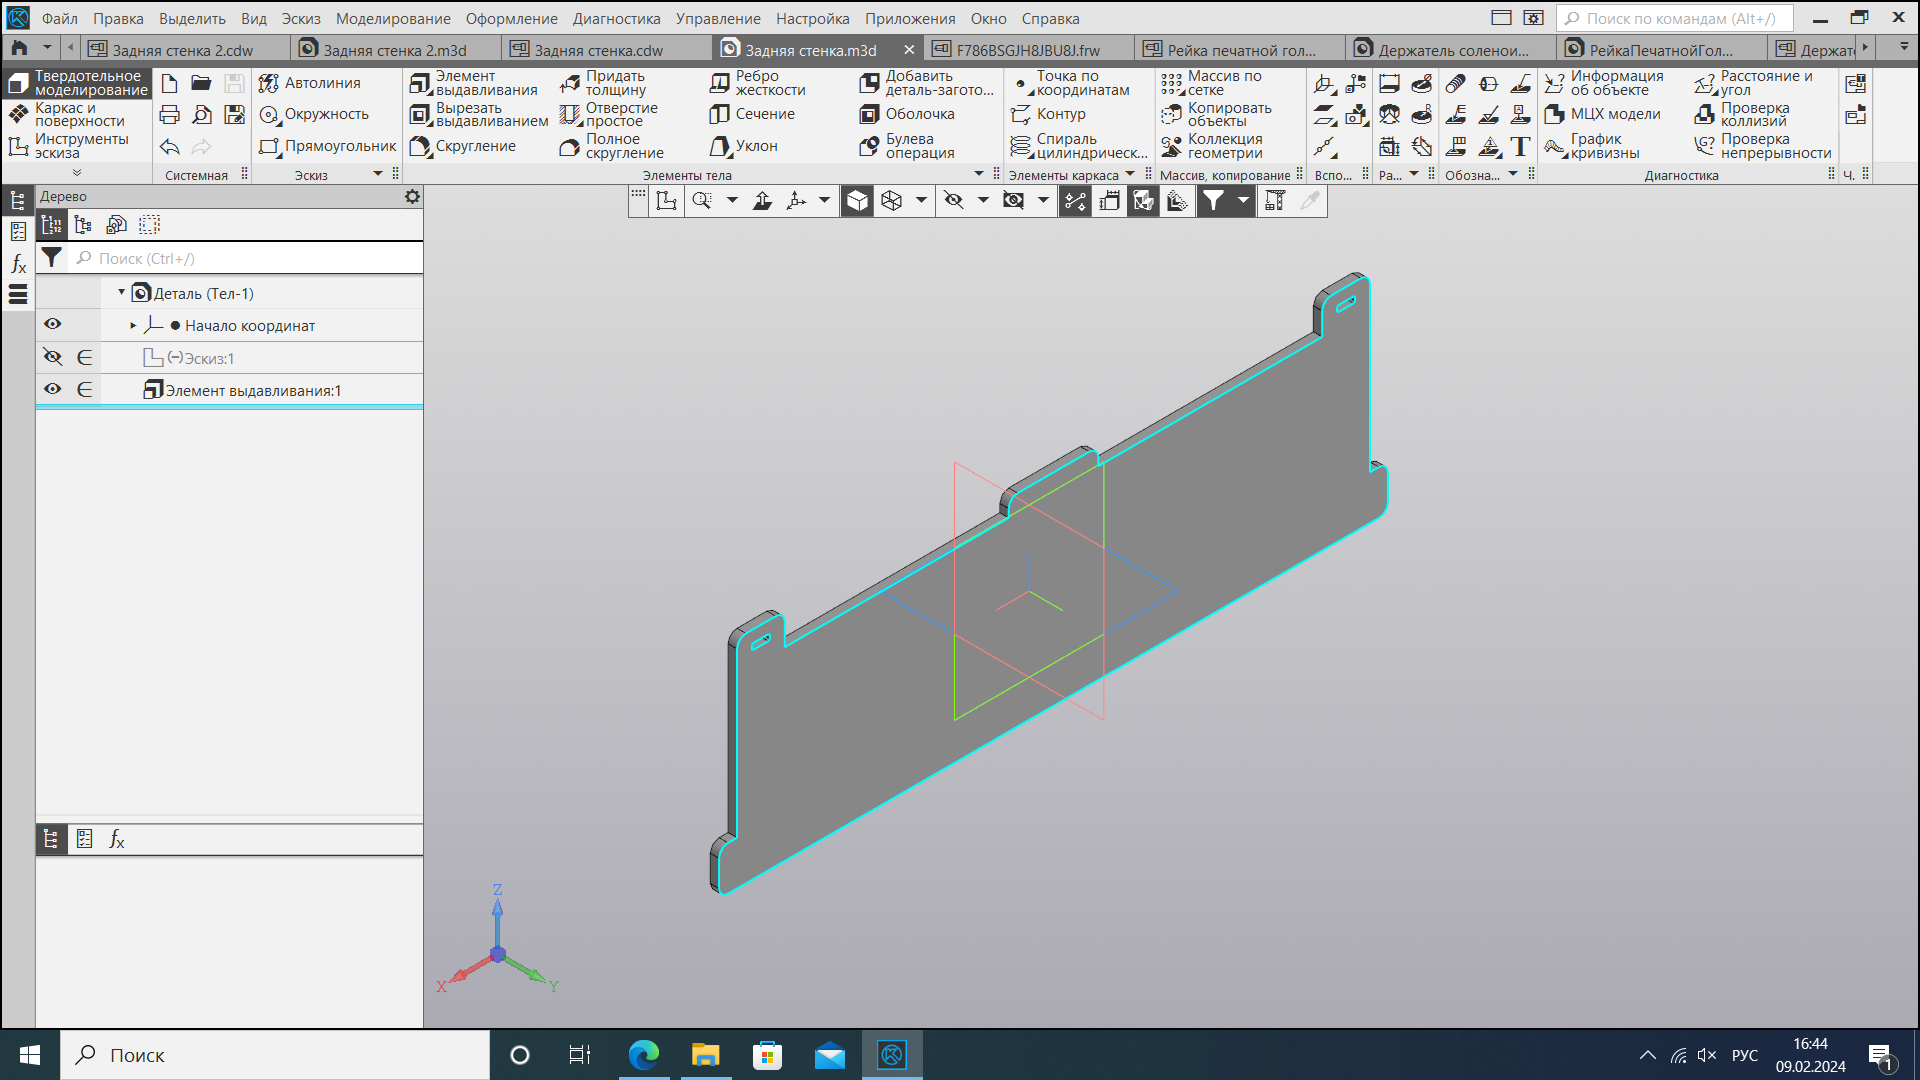 Файл Правка Выделить Вид Эскиз Моделирование Оформление Диагностика Управление Настройка Приложения Окно Справка Поиск по командам (Alt+/)
Задняя стенка 2.cdw Задняя стенка 2.m3d Задняя стенка.cdw Задняя стенка.m3d F786BSGJH8JBU8J.frw Рейка печатной гол... Держатель соленои... РейкаПечатнойГол... Держат
Твердотельное моделирование
Каркас и поверхности
Инструменты эскиза
Системная
Автолиния
Окружность
Прямоугольник
Эскиз
Элемент выдавливания
Вырезать выдавливанием
Скругление
Придать толщину
Отверстие простое
Полное скругление
Ребро жесткости
Сечение
Уклон
Добавить деталь-загото...
Оболочка
Булева операция
Элементы тела
Точка по координатам
Контур
Спираль цилиндрическ...
Элементы каркаса
Массив по сетке
Копировать объекты
Коллекция геометрии
Массив, копирование
Вспо...
Ра...
Обозна...
Информация об объекте
МЦХ модели
График кривизны
Расстояние и угол
Проверка коллизий
Проверка непрерывности
Диагностика
Ч.
Дерево
Поиск (Ctrl+/)
Деталь (Тел-1)
Начало координат
(−)Эскиз:1
Элемент выдавливания:1
Z
X
Y
Поиск
РУС
16:44
09.02.2024
1